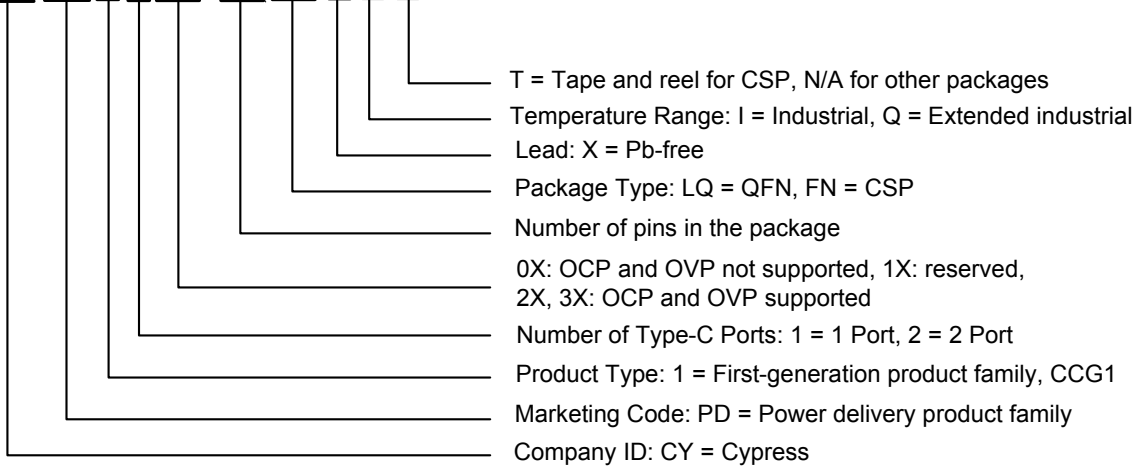 T = Tape and reel for CSP, N/A for other packages
Temperature Range: I = Industrial, Q = Extended industrial
Lead: X = Pb-free
Package Type: LQ = QFN, FN = CSP
Number of pins in the package
0X: OCP and OVP not supported, 1X: reserved,
2X, 3X: OCP and OVP supported
Number of Type-C Ports: 1 = 1 Port, 2 = 2 Port
Product Type: 1 = First-generation product family, CCG1
Marketing Code: PD = Power delivery product family
Company ID: CY = Cypress